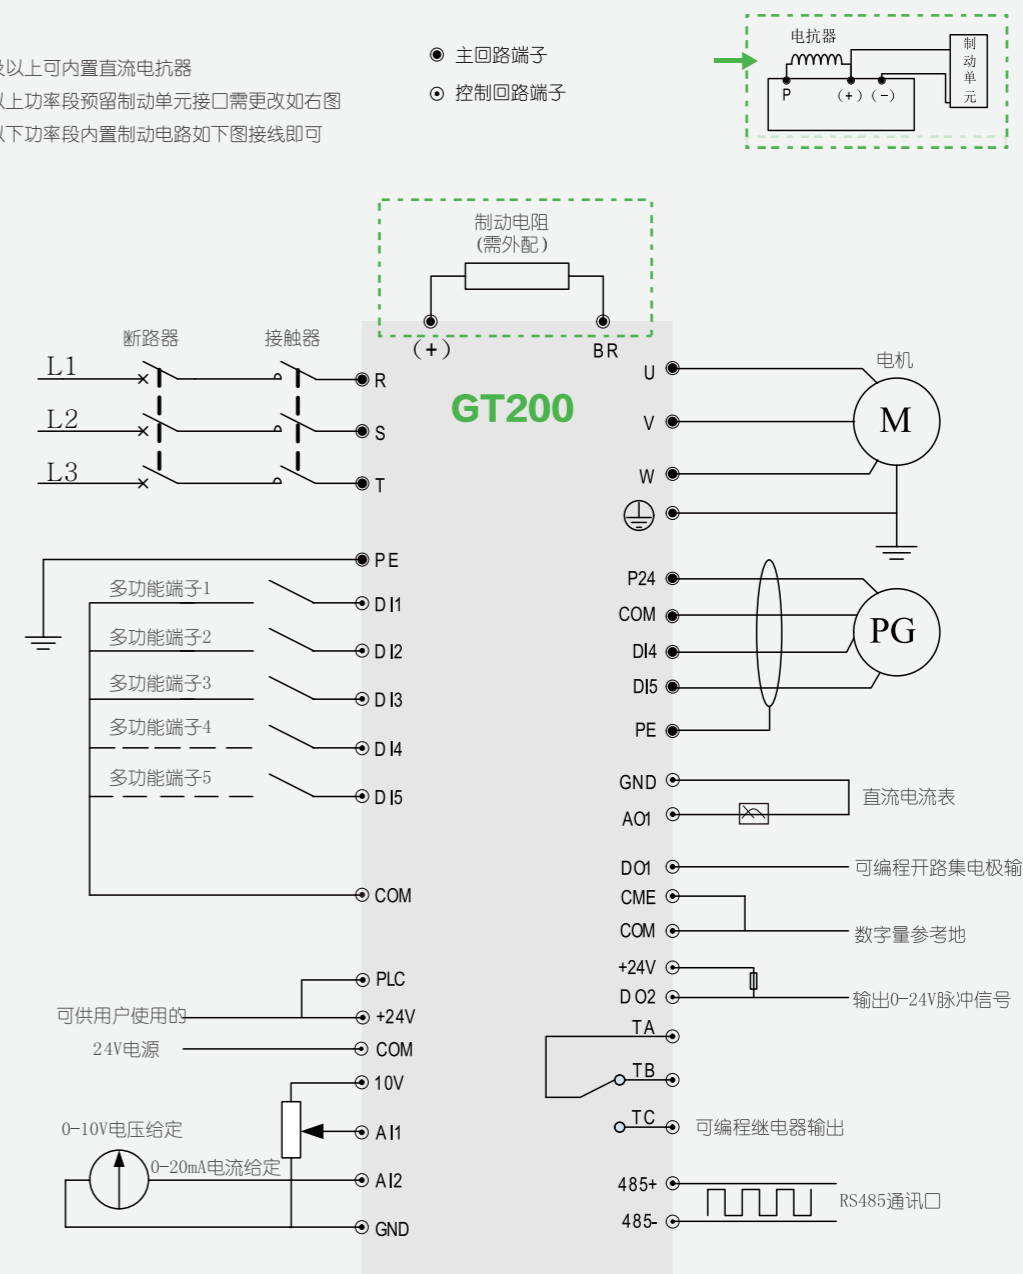 及以上可内置直流电抗器
以上功率段预留制动单元接口需更改如右图
以下功率段内置制动电路如下图接线即可
主回路端子
控制回路端子
电抗器
P
(+)
(-)
制动单元
制动电阻
(需外配)
(+)
BR
断路器
接触器
L1
L2
L3
R
S
T
GT200
U
V
W
电机
M
PE
多功能端子1
DI1
多功能端子2
DI2
多功能端子3
DI3
多功能端子4
DI4
多功能端子5
DI5
COM
P24
COM
DI4
DI5
PE
PG
GND
AO1
直流电流表
DO1
可编程开路集电极输
CME
COM
数字量参考地
+24V
DO2
输出0-24V脉冲信号
PLC
可供用户使用的
+24V
24V电源
COM
10V
0-10V电压给定
AI1
0-20mA电流给定
AI2
GND
TA
TB
TC
可编程继电器输出
485+
485-
RS485通讯口